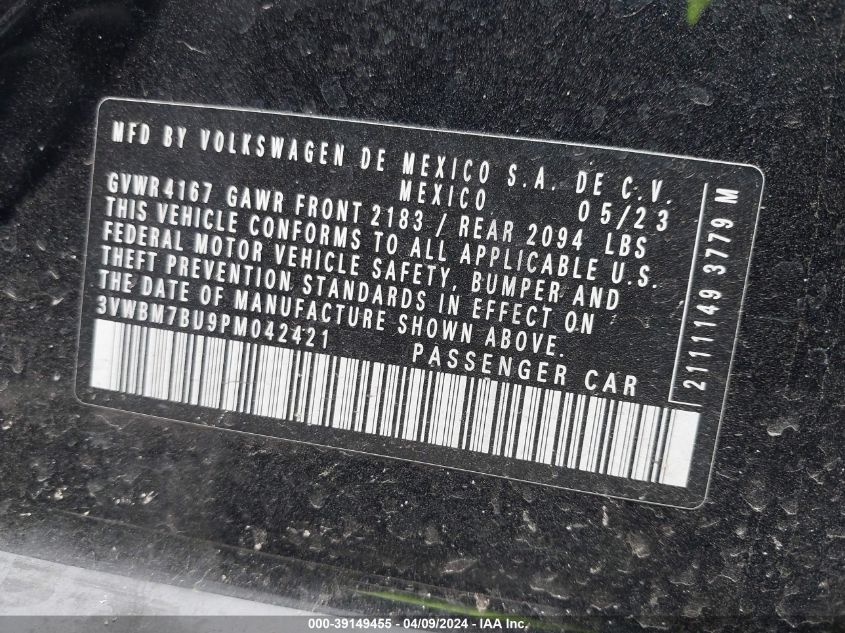 MFD BY VOLKSWAGEN DE MEXICO S.A. DE C.V.
MEXICO 05/23
GVWR4167 GAWR FRONT 2183 / REAR 2094 LBS
THIS VEHICLE CONFORMS TO ALL APPLICABLE U.S.
FEDERAL MOTOR VEHICLE SAFETY, BUMPER AND
THEFT PREVENTION STANDARDS IN EFFECT ON
THE DATE OF MANUFACTURE SHOWN ABOVE.
3VWBM7BU9PM042421 PASSENGER CAR
2111149 3779 M
000-39149455 - 04/09/2024 - IAA Inc.